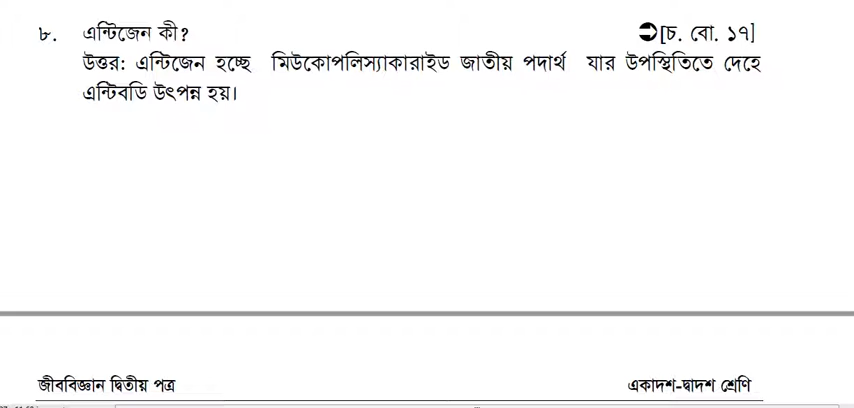 ৮. এন্টিজেন কী? ➲[চ. বো. ১৭]
উত্তর: এন্টিজেন হচ্ছে মিউকোপলিস্যাকারাইড জাতীয় পদার্থ যার উপস্থিতিতে দেহে
এন্টিবডি উৎপন্ন হয়।
জীববিজ্ঞান দ্বিতীয় পত্র একাদশ-দ্বাদশ শ্রেণি